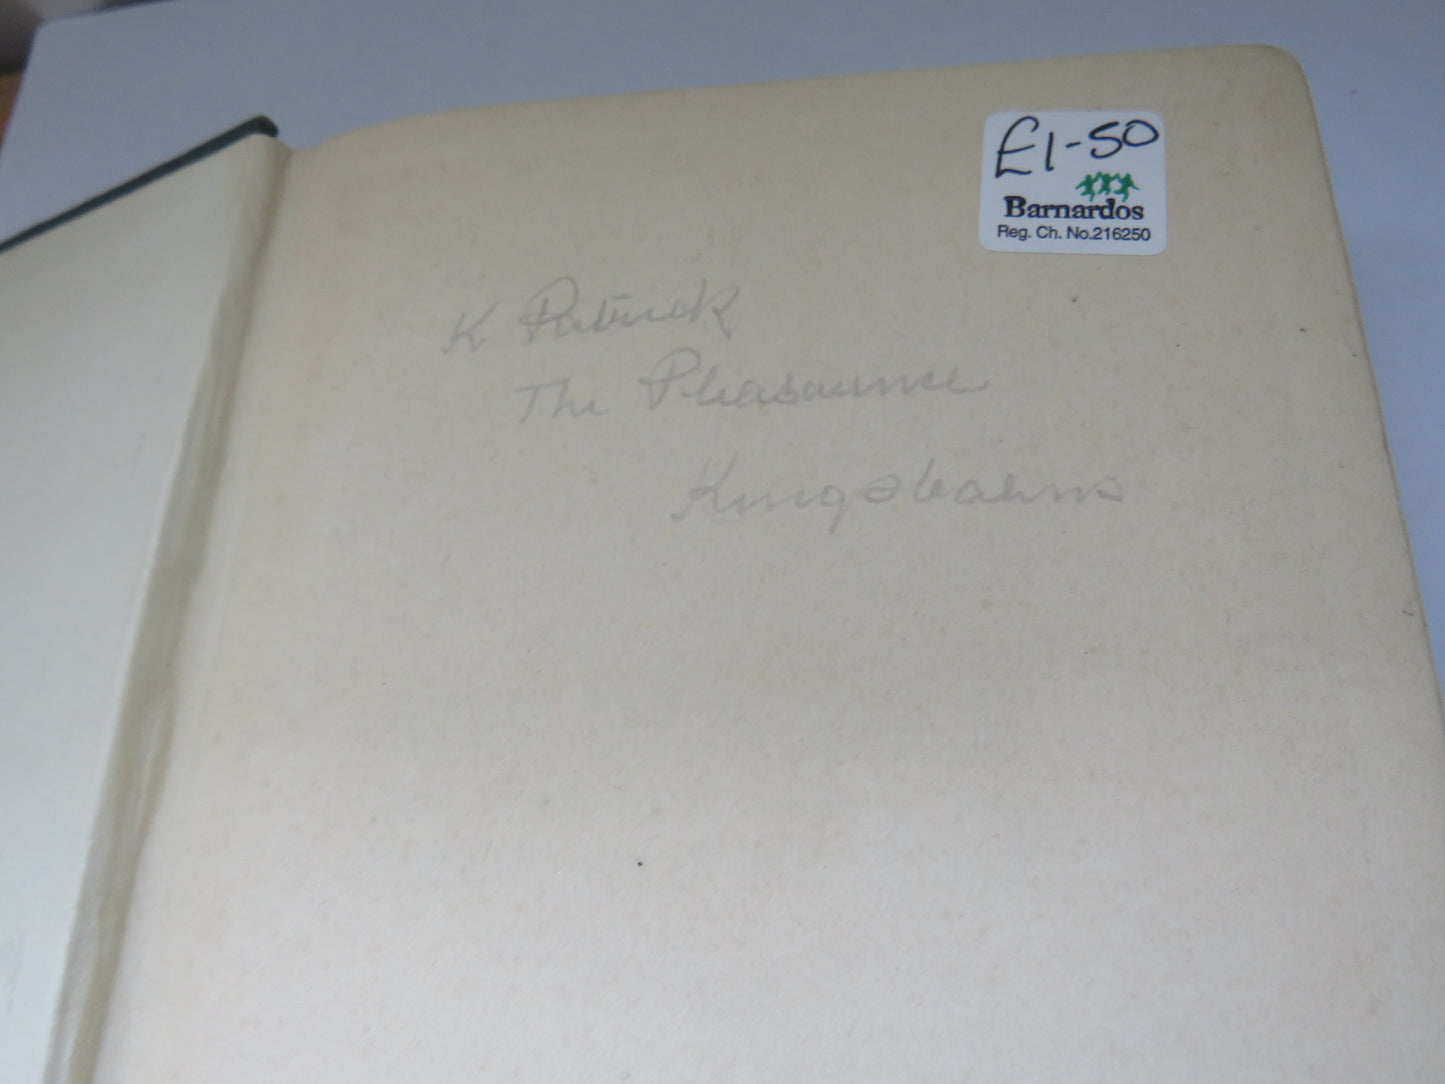 £1-50
Barnardos
Reg. Ch. No.216250
K Patrick
The Pleasaunce
Kingsbarns